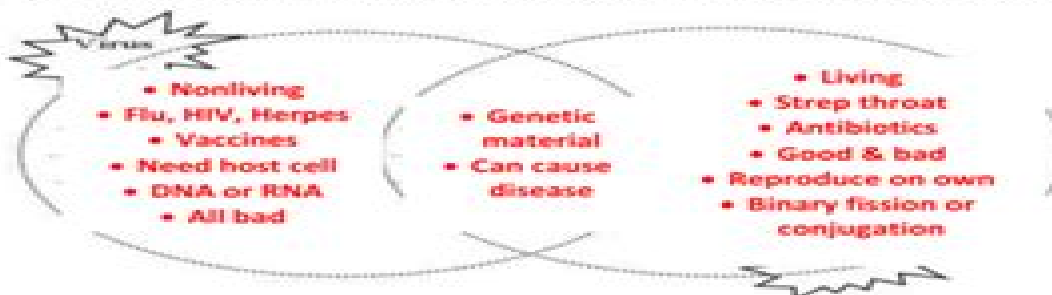 Virus
• Nonliving
• Flu, HIV, Herpes
• Vaccines
• Need host cell
• DNA or RNA
• All bad
• Genetic
material
• Can cause
disease
• Living
• Strep throat
• Antibiotics
• Good & bad
• Reproduce on own
• Binary fission or
conjugation